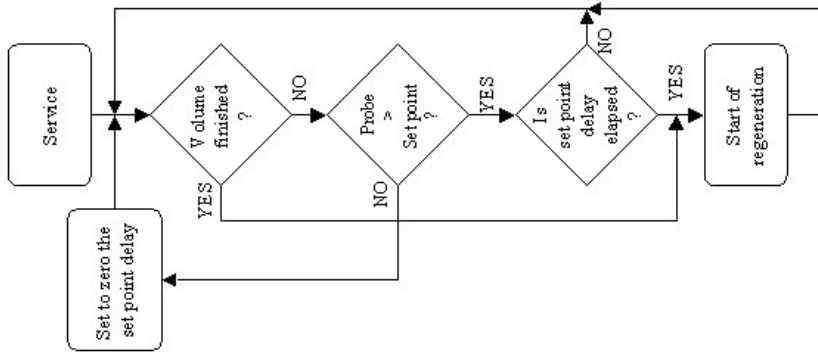 Service
Set to zero the
set point delay
Volume
finished
?
YES
NO
Probe
>
Set point
?
NO
YES
Is
set point
delay
elapsed
?
NO
YES
Start of
regeneration